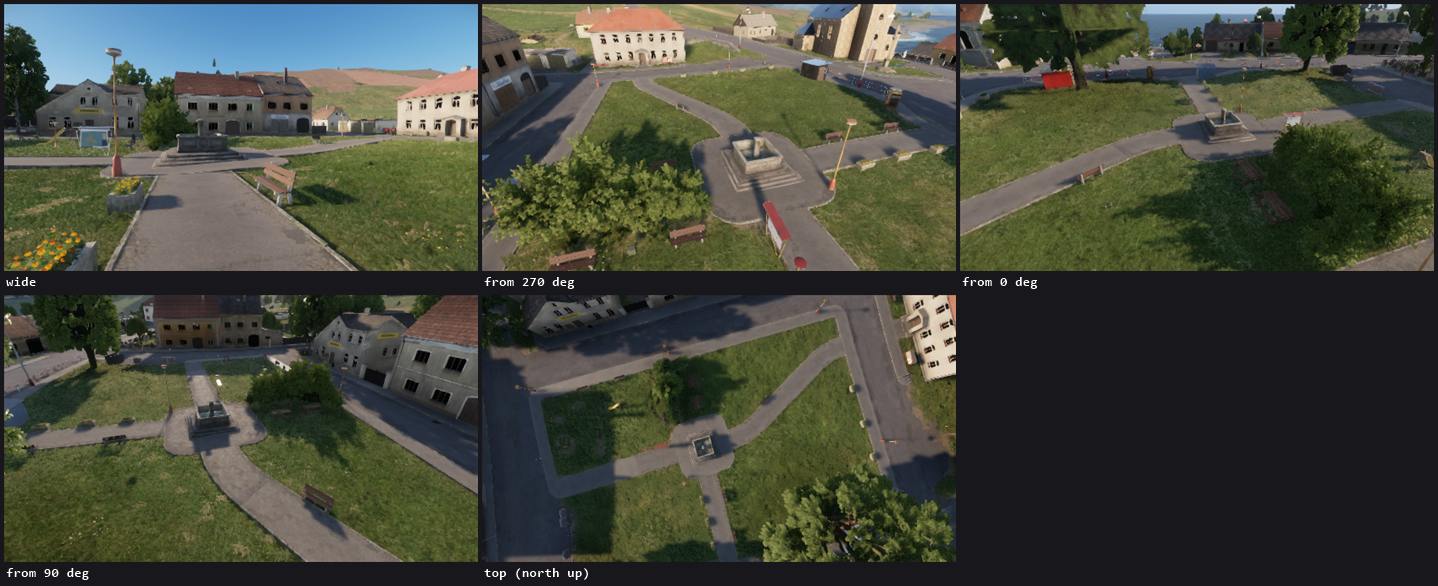 wide
from 270 deg
from 0 deg
from 90 deg
top (north up)